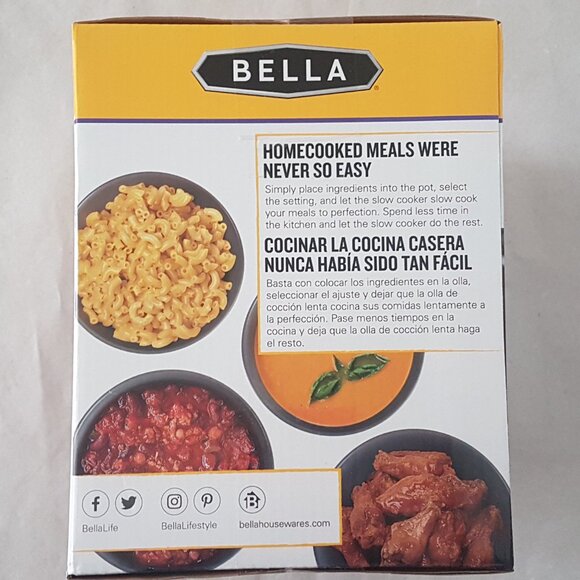 BELLA
HOMECOOKED MEALS WERE
NEVER SO EASY
Simply place ingredients into the pot, select
the setting, and let the slow cooker slow cook
your meals to perfection. Spend less time in
the kitchen and let the slow cooker do the rest.
COCINAR LA COCINA CASERA
NUNCA HABÍA SIDO TAN FÁCIL
Basta con colocar los ingredientes en la olla,
seleccionar el ajuste y dejar que la olla de
cocción lenta cocina sus comidas lentamente a
la perfección. Pase menos tiempos en la
cocina y deja que la olla de cocción lenta haga
el resto.
BellaLife
BellaLifestyle
bellahousewares.com